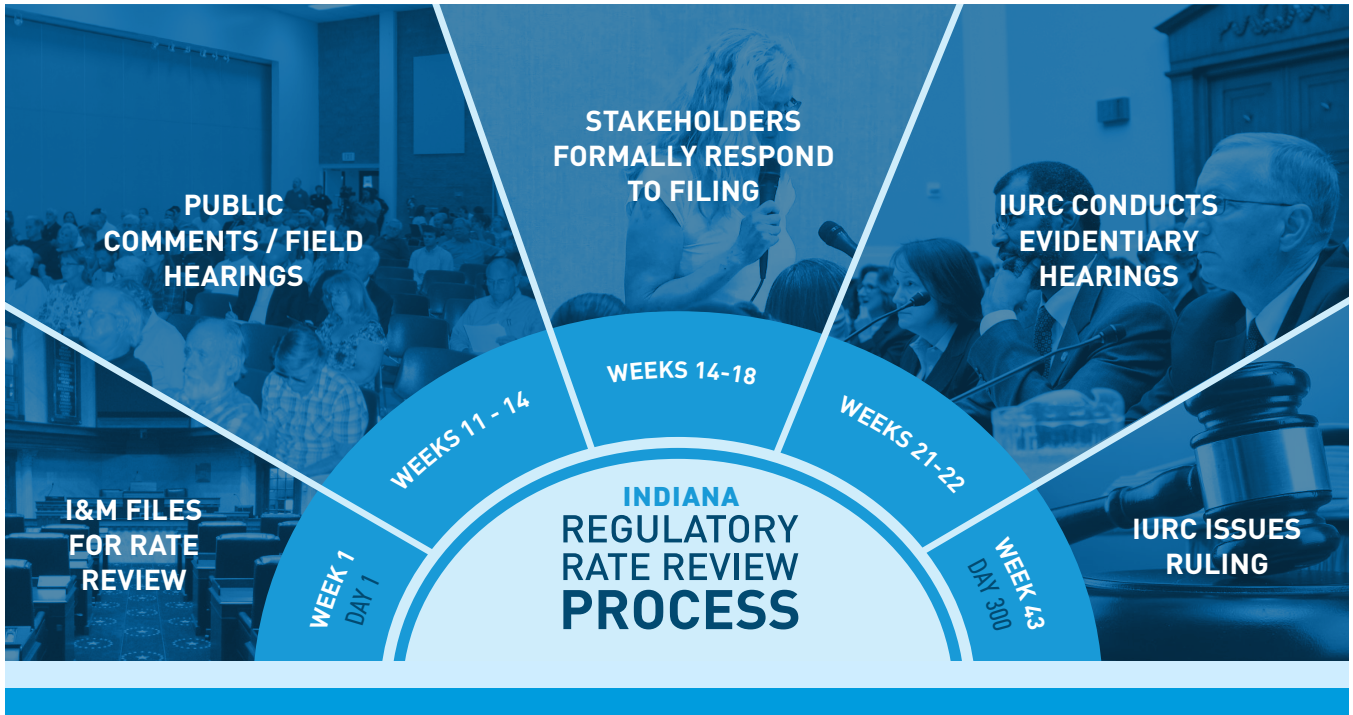 I&M FILES
FOR RATE
REVIEW
WEEK 1
DAY 1
PUBLIC
COMMENTS / FIELD
HEARINGS
WEEKS 11 - 14
STAKEHOLDERS
FORMALLY RESPOND
TO FILING
WEEKS 14-18
IURC CONDUCTS
EVIDENTIARY
HEARINGS
WEEKS 21-22
IURC ISSUES
RULING
WEEK 43
DAY 300
INDIANA
REGULATORY
RATE REVIEW
PROCESS